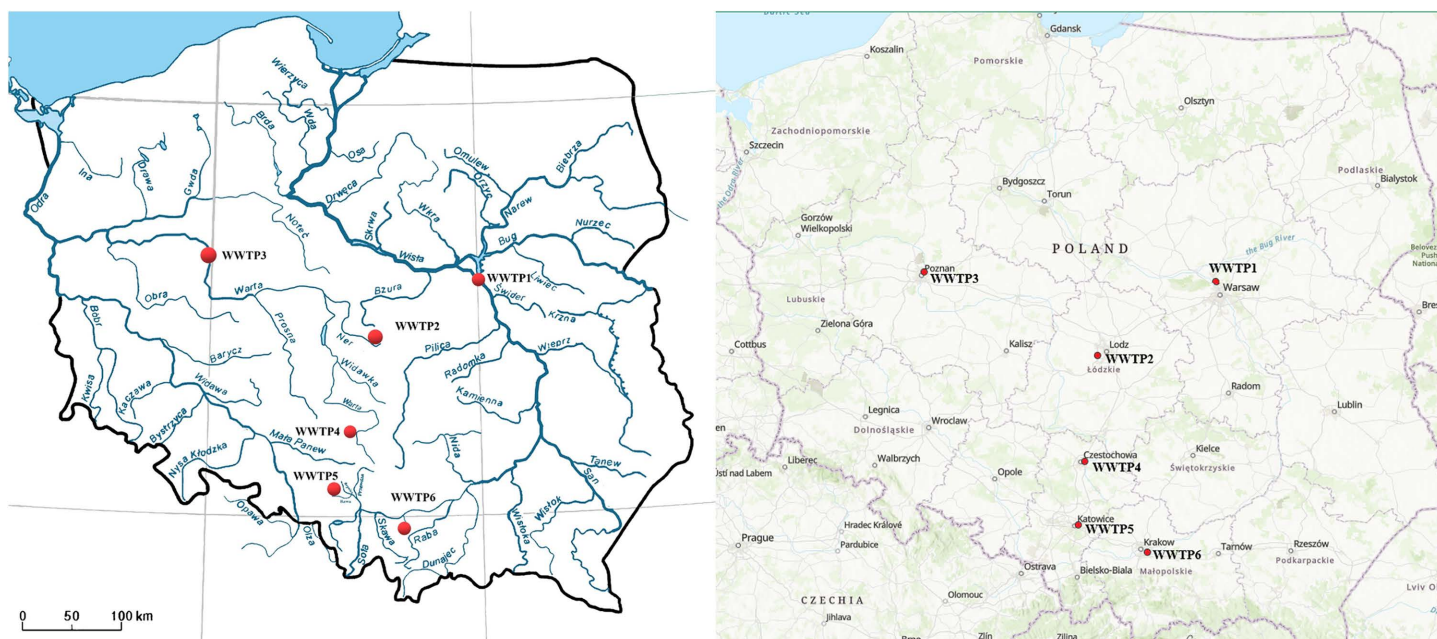 Wierzyca
Wda
Brda
Ina
Drawa
Gwda
Osa
Drwęca
Omulew
Orzyc
Biebrza
Narew
Odra
Noteć
Skrwa
Wkra
Wisła
Bug
Nurzec
WWTP3
WWTP1
Liwiec
Świder
Krzna
Obra
Warta
Bzura
WWTP2
Ner
Pilica
Wieprz
Bóbr
Prosna
Widawka
Radomka
Barycz
Kwisa
Kaczawa
Widawa
Kamienna
Bystrzyca
Warta
WWTP4
Mała Panew
Nysa Kłodzka
Nida
Tanew
San
WWTP5
WWTP6
Opawa
Olza
Soła
Skawa
Raba
Dunajec
Wisłoka
Wisłok
0 50 100 km
Gdansk
Koszalin
Pomorskie
Olsztyn
Zachodniopomorskie
Szczecin
the Odra River
Podlaskie
Bialystok
Bydgoszcz
Torun
Gorzów
Wielkopolski
POLAND
the Bug River
Poznan
WWTP3
WWTP1
Warsaw
Lubuskie
Zielona Góra
Kalisz
Lodz
WWTP2
Łódzkie
Cottbus
Radom
Legnica
Dolnośląskie
Wroclaw
Lublin
Kielce
Świętokrzyskie
Czestochowa
WWTP4
Liberec
Walbrzych
Opole
Ústí nad Labem
Katowice
WWTP5
Hradec Králové
Prague
Pardubice
Krakow
WWTP6
Małopolskie
Tarnów
Rzeszów
Podkarpackie
Ostrava
Bielsko-Biala
Olomouc
CZECHIA
Jihlava
Zlín
Zilina